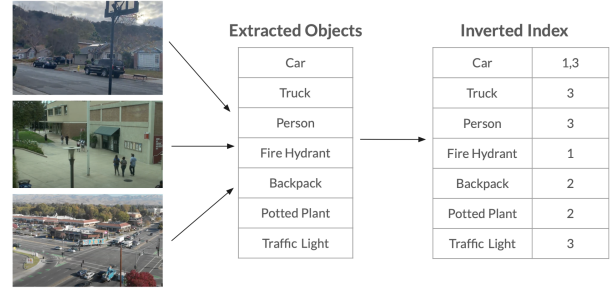 Extracted Objects
Car
Truck
Person
Fire Hydrant
Backpack
Potted Plant
Traffic Light
Inverted Index
Car 1,3
Truck 3
Person 3
Fire Hydrant 1
Backpack 2
Potted Plant 2
Traffic Light 3